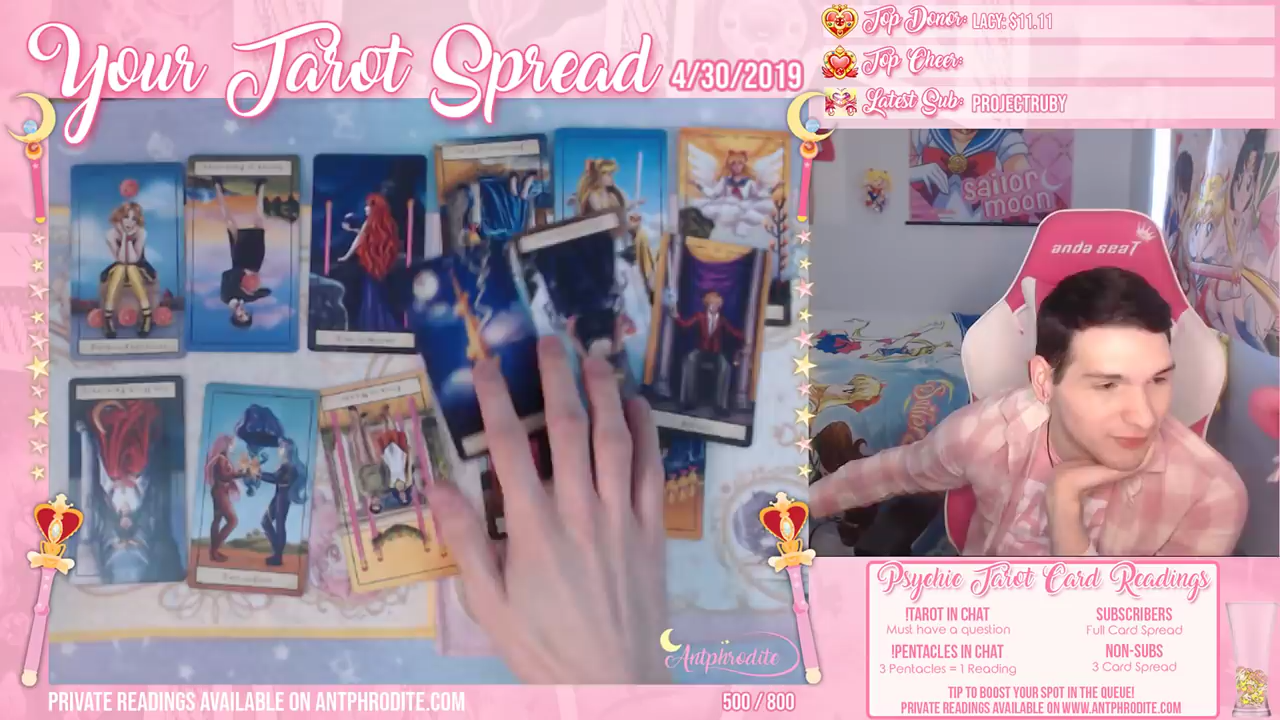 Your Tarot Spread 4/30/2019
Top Donor: LACY: $11.11
Top Cheer:
Latest Sub: PROJECTRUBY
sailor
moon
anda seaT
Antphrodite
PRIVATE READINGS AVAILABLE ON ANTPHRODITE.COM
500 / 800
Psychic Tarot Card Readings
!TAROT IN CHAT
Must have a question
SUBSCRIBERS
Full Card Spread
!PENTACLES IN CHAT
3 Pentacles = 1 Reading
NON-SUBS
3 Card Spread
TIP TO BOOST YOUR SPOT IN THE QUEUE!
PRIVATE READINGS AVAILABLE ON WWW.ANTPHRODITE.COM